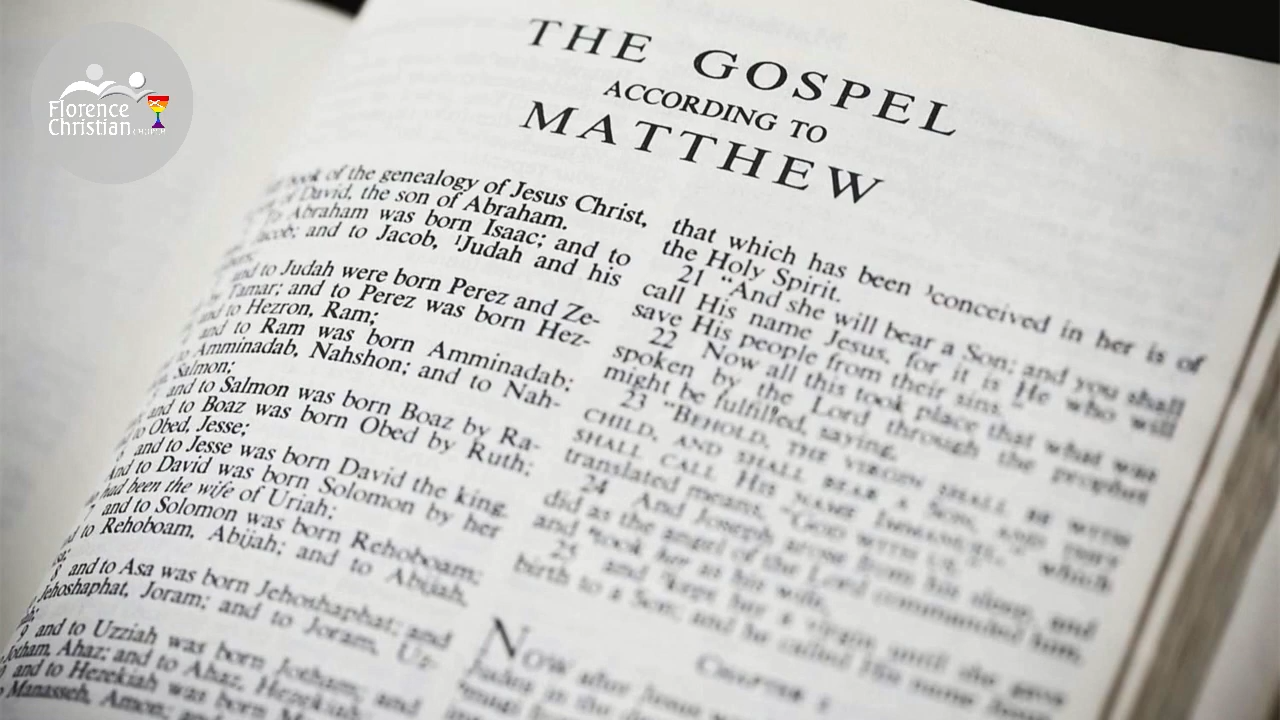 Florence
Christian
CHURCH
THE GOSPEL
ACCORDING TO
MATTHEW
book of the genealogy of Jesus Christ,
of David, the son of Abraham.
To Abraham was born Isaac; and to
Jacob; and to Jacob, ¹Judah and his
and to Judah were born Perez and Ze-
Tamar; and to Perez was born Hez-
to Hezron, Ram;
and to Ram was born Amminadab;
to Amminadab, Nahshon; and to Nah-
Salmon;
and to Salmon was born Boaz by Ra-
and to Boaz was born Obed by Ruth;
to Obed, Jesse;
and to Jesse was born David the king.
And to David was born Solomon by her
had been the wife of Uriah;
7 and to Solomon was born Rehoboam;
to Rehoboam, Abijah; and to Abijah,
8 and to Asa was born Jehoshaphat; and
Jehoshaphat, Joram; and to Joram, Uz-
9 and to Uzziah was born Jotham; and
Jotham, Ahaz; and to Ahaz, Hezekiah;
and to Hezekiah was born
Manasseh, Amon; and
that which has been ¹conceived in her is of
the Holy Spirit.
21 “And she will bear a Son; and you shall
call His name Jesus, for it is He who will
save His people from their sins.”
22 Now all this took place that what was
spoken by the Lord through the prophet
might be fulfilled, saying,
23 “BEHOLD, THE VIRGIN SHALL BE WITH
CHILD, AND SHALL BEAR A SON, AND THEY
SHALL CALL HIS NAME IMMANUEL,” which
translated means, “GOD WITH US.”
24 And Joseph arose from his sleep, and
did as the angel of the Lord commanded him,
and took her as his wife,
25 and kept her a virgin until she gave
birth to a Son; and he called His name
CHAPTER
NOW after Jesus was